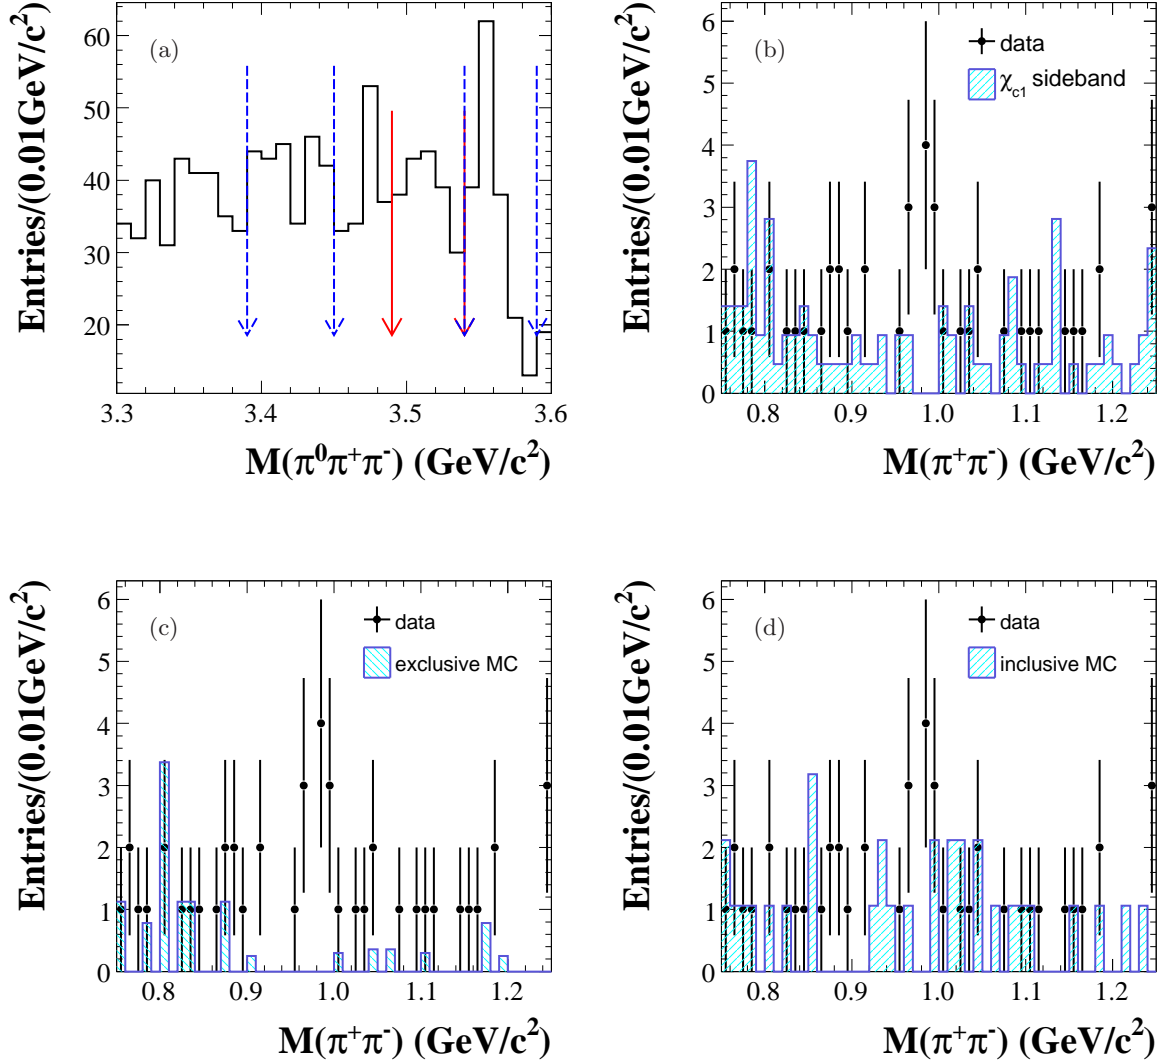 (a)
Entries/(0.01GeV/c²)
60
50
40
30
20
3.3 3.4 3.5 3.6
M(π⁰π⁺π⁻) (GeV/c²)
(b)
data
χc1 sideband
Entries/(0.01GeV/c²)
6
5
4
3
2
1
0
0.8 0.9 1.0 1.1 1.2
M(π⁺π⁻) (GeV/c²)
(c)
data
exclusive MC
Entries/(0.01GeV/c²)
6
5
4
3
2
1
0
0.8 0.9 1.0 1.1 1.2
M(π⁺π⁻) (GeV/c²)
(d)
data
inclusive MC
Entries/(0.01GeV/c²)
6
5
4
3
2
1
0
0.8 0.9 1.0 1.1 1.2
M(π⁺π⁻) (GeV/c²)